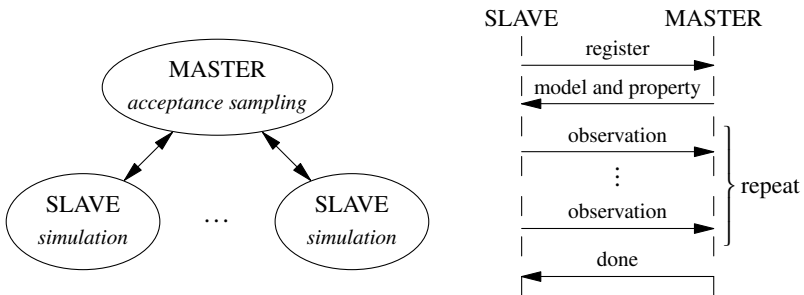 MASTER
acceptance sampling
SLAVE
simulation
...
SLAVE
simulation
SLAVE
MASTER
register
model and property
observation
⋮
observation
repeat
done